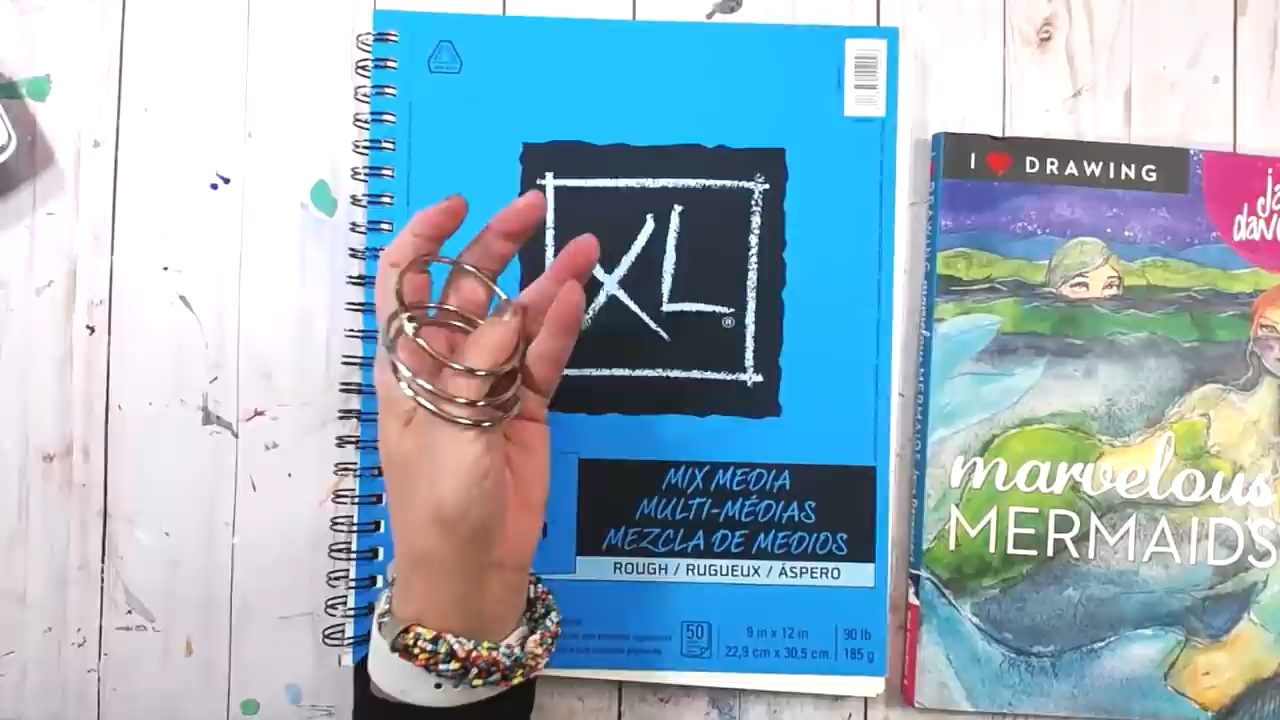 XL®
MIX MEDIA
MULTI-MÉDIAS
MEZCLA DE MEDIOS
ROUGH / RUGUEUX / ÁSPERO
50
9 in x 12 in
22,9 cm x 30,5 cm
90 lb
185 g
I ♥ DRAWING
marvelous
MERMAIDS